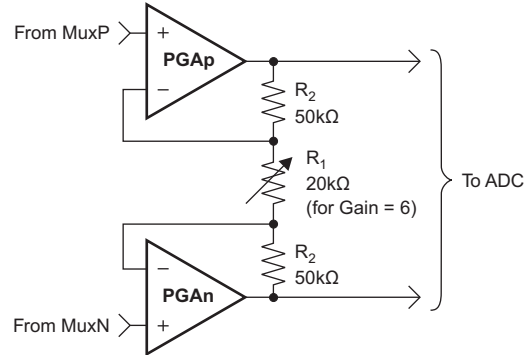 From MuxP
+
PGAp
−
R2
50kΩ
R1
20kΩ
(for Gain = 6)
To ADC
R2
50kΩ
−
PGAn
From MuxN
+